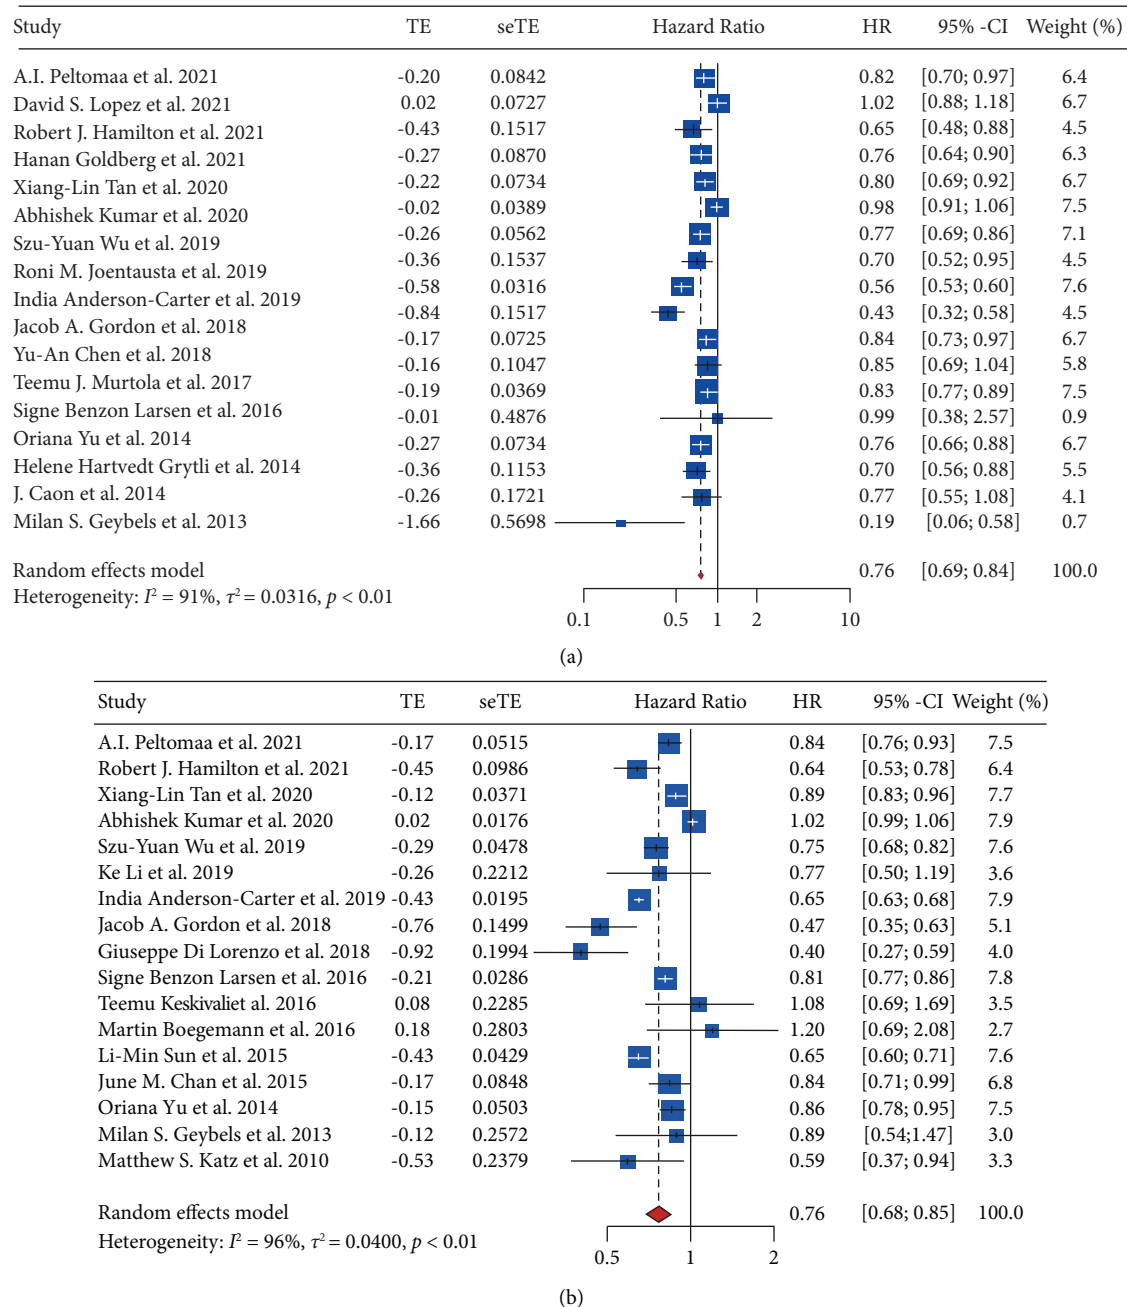 Study TE seTE Hazard Ratio HR 95% -CI Weight (%)
A.I. Peltomaa et al. 2021 -0.20 0.0842 0.82 [0.70; 0.97] 6.4
David S. Lopez et al. 2021 0.02 0.0727 1.02 [0.88; 1.18] 6.7
Robert J. Hamilton et al. 2021 -0.43 0.1517 0.65 [0.48; 0.88] 4.5
Hanan Goldberg et al. 2021 -0.27 0.0870 0.76 [0.64; 0.90] 6.3
Xiang-Lin Tan et al. 2020 -0.22 0.0734 0.80 [0.69; 0.92] 6.7
Abhishek Kumar et al. 2020 -0.02 0.0389 0.98 [0.91; 1.06] 7.5
Szu-Yuan Wu et al. 2019 -0.26 0.0562 0.77 [0.69; 0.86] 7.1
Roni M. Joentausta et al. 2019 -0.36 0.1537 0.70 [0.52; 0.95] 4.5
India Anderson-Carter et al. 2019 -0.58 0.0316 0.56 [0.53; 0.60] 7.6
Jacob A. Gordon et al. 2018 -0.84 0.1517 0.43 [0.32; 0.58] 4.5
Yu-An Chen et al. 2018 -0.17 0.0725 0.84 [0.73; 0.97] 6.7
Teemu J. Murtola et al. 2017 -0.16 0.1047 0.85 [0.69; 1.04] 5.8
Signe Benzon Larsen et al. 2016 -0.19 0.0369 0.83 [0.77; 0.89] 7.5
Oriana Yu et al. 2014 -0.01 0.4876 0.99 [0.38; 2.57] 0.9
Helene Hartvedt Grytli et al. 2014 -0.27 0.0734 0.76 [0.66; 0.88] 6.7
J. Caon et al. 2014 -0.36 0.1153 0.70 [0.56; 0.88] 5.5
Milan S. Geybels et al. 2013 -0.26 0.1721 0.77 [0.55; 1.08] 4.1
-1.66 0.5698 0.19 [0.06; 0.58] 0.7
Random effects model 0.76 [0.69; 0.84] 100.0
Heterogeneity: I² = 91%, τ² = 0.0316, p < 0.01
0.1 0.5 1 2 10
(a)
Study TE seTE Hazard Ratio HR 95% -CI Weight (%)
A.I. Peltomaa et al. 2021 -0.17 0.0515 0.84 [0.76; 0.93] 7.5
Robert J. Hamilton et al. 2021 -0.45 0.0986 0.64 [0.53; 0.78] 6.4
Xiang-Lin Tan et al. 2020 -0.12 0.0371 0.89 [0.83; 0.96] 7.7
Abhishek Kumar et al. 2020 0.02 0.0176 1.02 [0.99; 1.06] 7.9
Szu-Yuan Wu et al. 2019 -0.29 0.0478 0.75 [0.68; 0.82] 7.6
Ke Li et al. 2019 -0.26 0.2212 0.77 [0.50; 1.19] 3.6
India Anderson-Carter et al. 2019 -0.43 0.0195 0.65 [0.63; 0.68] 7.9
Jacob A. Gordon et al. 2018 -0.76 0.1499 0.47 [0.35; 0.63] 5.1
Giuseppe Di Lorenzo et al. 2018 -0.92 0.1994 0.40 [0.27; 0.59] 4.0
Signe Benzon Larsen et al. 2016 -0.21 0.0286 0.81 [0.77; 0.86] 7.8
Teemu Keskivaliet al. 2016 0.08 0.2285 1.08 [0.69; 1.69] 3.5
Martin Boegemann et al. 2016 0.18 0.2803 1.20 [0.69; 2.08] 2.7
Li-Min Sun et al. 2015 -0.43 0.0429 0.65 [0.60; 0.71] 7.6
June M. Chan et al. 2015 -0.17 0.0848 0.84 [0.71; 0.99] 6.8
Oriana Yu et al. 2014 -0.15 0.0503 0.86 [0.78; 0.95] 7.5
Milan S. Geybels et al. 2013 -0.12 0.2572 0.89 [0.54;1.47] 3.0
Matthew S. Katz et al. 2010 -0.53 0.2379 0.59 [0.37; 0.94] 3.3
Random effects model 0.76 [0.68; 0.85] 100.0
Heterogeneity: I² = 96%, τ² = 0.0400, p < 0.01
0.5 1 2
(b)